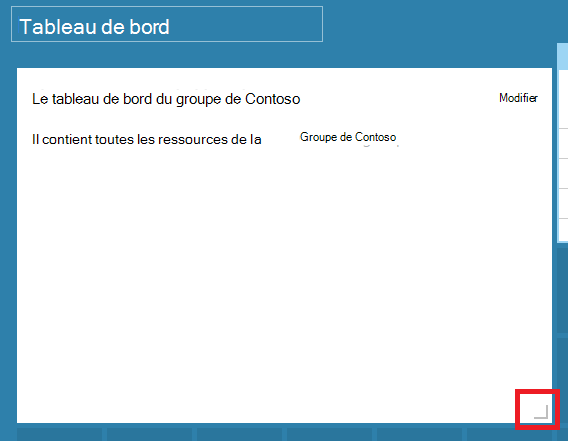 Tableau de bord
Le tableau de bord du groupe de Contoso
Modifier
Il contient toutes les ressources de la Groupe de Contoso